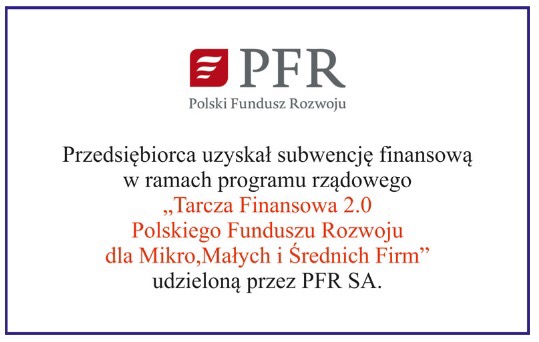 PFR
Polski Fundusz Rozwoju
Przedsiębiorca uzyskał subwencję finansową
w ramach programu rządowego
„Tarcza Finansowa 2.0
Polskiego Funduszu Rozwoju
dla Mikro,Małych i Średnich Firm”
udzieloną przez PFR SA.